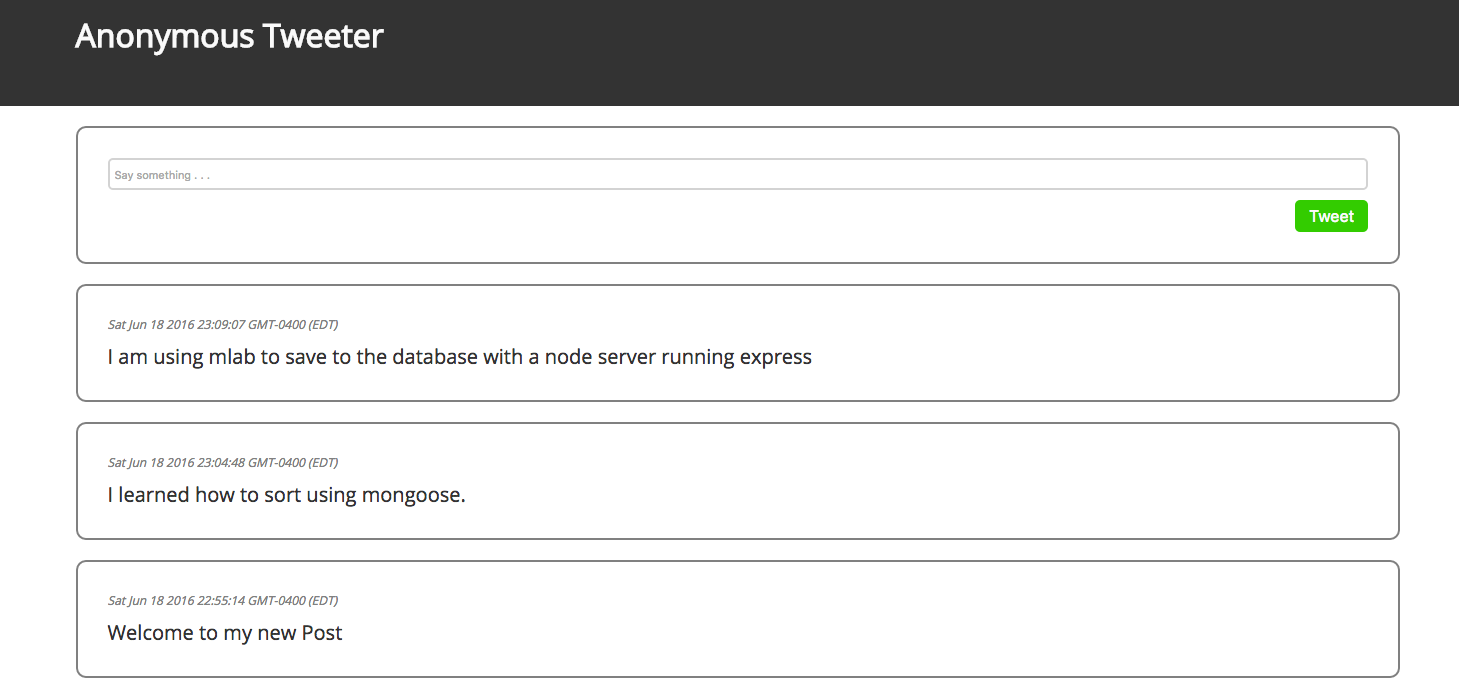 Anonymous Tweeter
Say something . . .
Tweet
Sat Jun 18 2016 23:09:07 GMT-0400 (EDT)
I am using mlab to save to the database with a node server running express
Sat Jun 18 2016 23:04:48 GMT-0400 (EDT)
I learned how to sort using mongoose.
Sat Jun 18 2016 22:55:14 GMT-0400 (EDT)
Welcome to my new Post